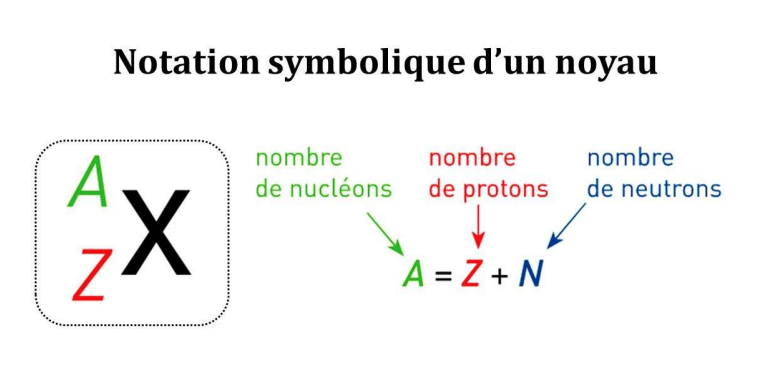 Notation symbolique d’un noyau
A
Z
X
nombre
de nucléons
nombre
de protons
nombre
de neutrons
A = Z + N